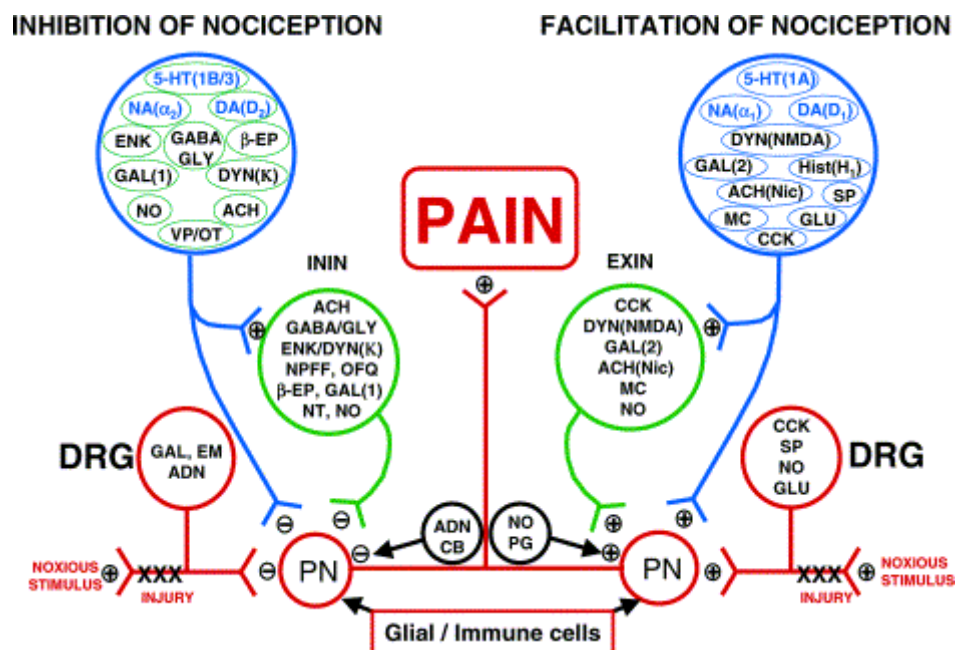 INHIBITION OF NOCICEPTION
FACILITATION OF NOCICEPTION
5-HT(1B/3)
NA(α₂) DA(D₂)
ENK GABA β-EP
GLY
GAL(1) DYN(K)
NO ACH
VP/OT
5-HT(1A)
NA(α₁) DA(D₁)
DYN(NMDA)
GAL(2) Hist(H₁)
ACH(Nic) SP
MC GLU
CCK
PAIN
⊕
ININ
⊕
ACH
GABA/GLY
ENK/DYN(K)
NPFF, OFQ
β-EP, GAL(1)
NT, NO
EXIN
⊕
CCK
DYN(NMDA)
GAL(2)
ACH(Nic)
MC
NO
DRG
GAL, EM
ADN
DRG
CCK
SP
NO
GLU
⊖ ⊖ ⊖ ⊖
ADN
CB
NO
PG
⊕ ⊕ ⊕ ⊕
NOXIOUS
STIMULUS ⊕
XXX
INJURY
PN
PN
XXX
INJURY
⊕ NOXIOUS
STIMULUS
Glial / Immune cells